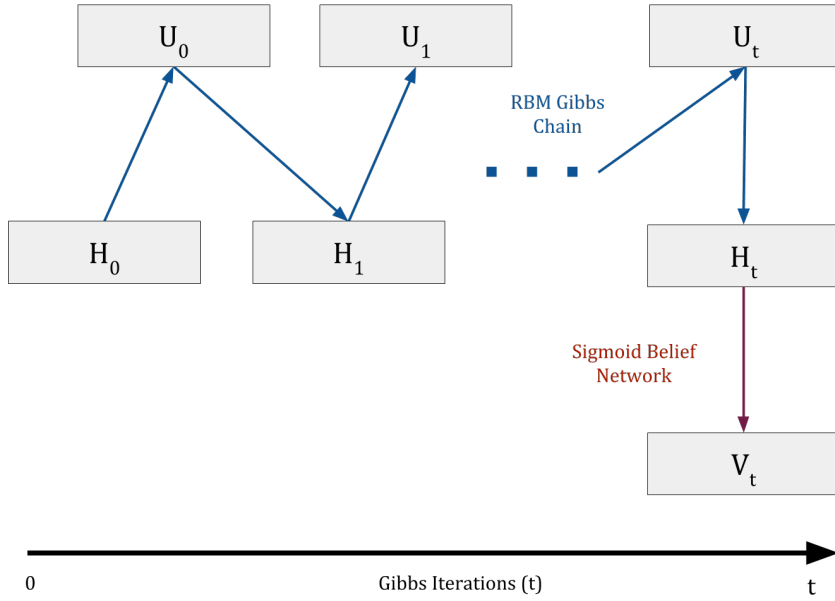 U₀
U₁
Uₜ
RBM Gibbs
Chain
H₀
H₁
Hₜ
Sigmoid Belief
Network
Vₜ
0
Gibbs Iterations (t)
t